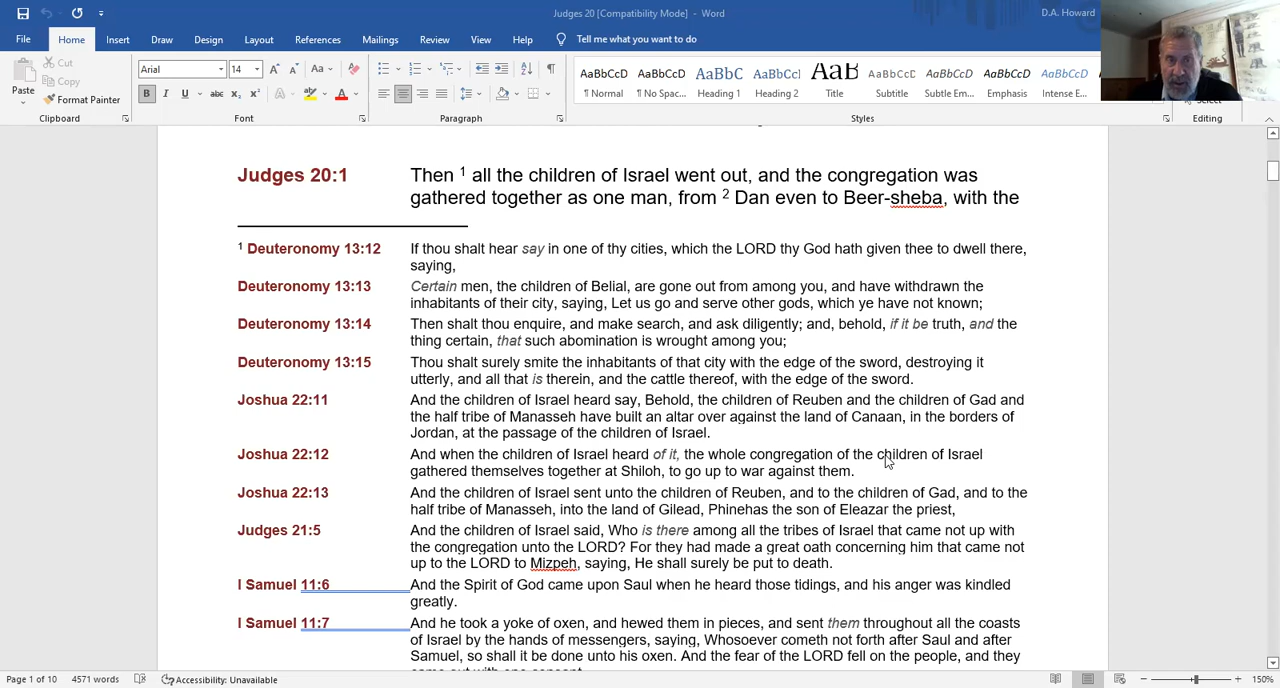 Judges 20 [Compatibility Mode] - Word
D.A. Howard
File Home Insert Draw Design Layout References Mailings Review View Help Tell me what you want to do
Paste
Cut
Copy
Format Painter
Clipboard
Arial 14
Font
Paragraph
AaBbCcD AaBbCcD AaBbC AaBbCcI AaB AaBbCcD AaBbCcD AaBbCcD AaBbCcD
¶ Normal ¶ No Spac... Heading 1 Heading 2 Title Subtitle Subtle Em... Emphasis Intense E...
Styles
Select
Editing
Judges 20:1 Then 1 all the children of Israel went out, and the congregation was
gathered together as one man, from 2 Dan even to Beer-sheba, with the
1 Deuteronomy 13:12 If thou shalt hear say in one of thy cities, which the LORD thy God hath given thee to dwell there,
saying,
Deuteronomy 13:13 Certain men, the children of Belial, are gone out from among you, and have withdrawn the
inhabitants of their city, saying, Let us go and serve other gods, which ye have not known;
Deuteronomy 13:14 Then shalt thou enquire, and make search, and ask diligently; and, behold, if it be truth, and the
thing certain, that such abomination is wrought among you;
Deuteronomy 13:15 Thou shalt surely smite the inhabitants of that city with the edge of the sword, destroying it
utterly, and all that is therein, and the cattle thereof, with the edge of the sword.
Joshua 22:11 And the children of Israel heard say, Behold, the children of Reuben and the children of Gad and
the half tribe of Manasseh have built an altar over against the land of Canaan, in the borders of
Jordan, at the passage of the children of Israel.
Joshua 22:12 And when the children of Israel heard of it, the whole congregation of the children of Israel
gathered themselves together at Shiloh, to go up to war against them.
Joshua 22:13 And the children of Israel sent unto the children of Reuben, and to the children of Gad, and to the
half tribe of Manasseh, into the land of Gilead, Phinehas the son of Eleazar the priest,
Judges 21:5 And the children of Israel said, Who is there among all the tribes of Israel that came not up with
the congregation unto the LORD? For they had made a great oath concerning him that came not
up to the LORD to Mizpeh, saying, He shall surely be put to death.
I Samuel 11:6 And the Spirit of God came upon Saul when he heard those tidings, and his anger was kindled
greatly.
I Samuel 11:7 And he took a yoke of oxen, and hewed them in pieces, and sent them throughout all the coasts
of Israel by the hands of messengers, saying, Whosoever cometh not forth after Saul and after
Samuel, so shall it be done unto his oxen. And the fear of the LORD fell on the people, and they
came out with one consent.
Page 1 of 10 4571 words Accessibility: Unavailable 150%